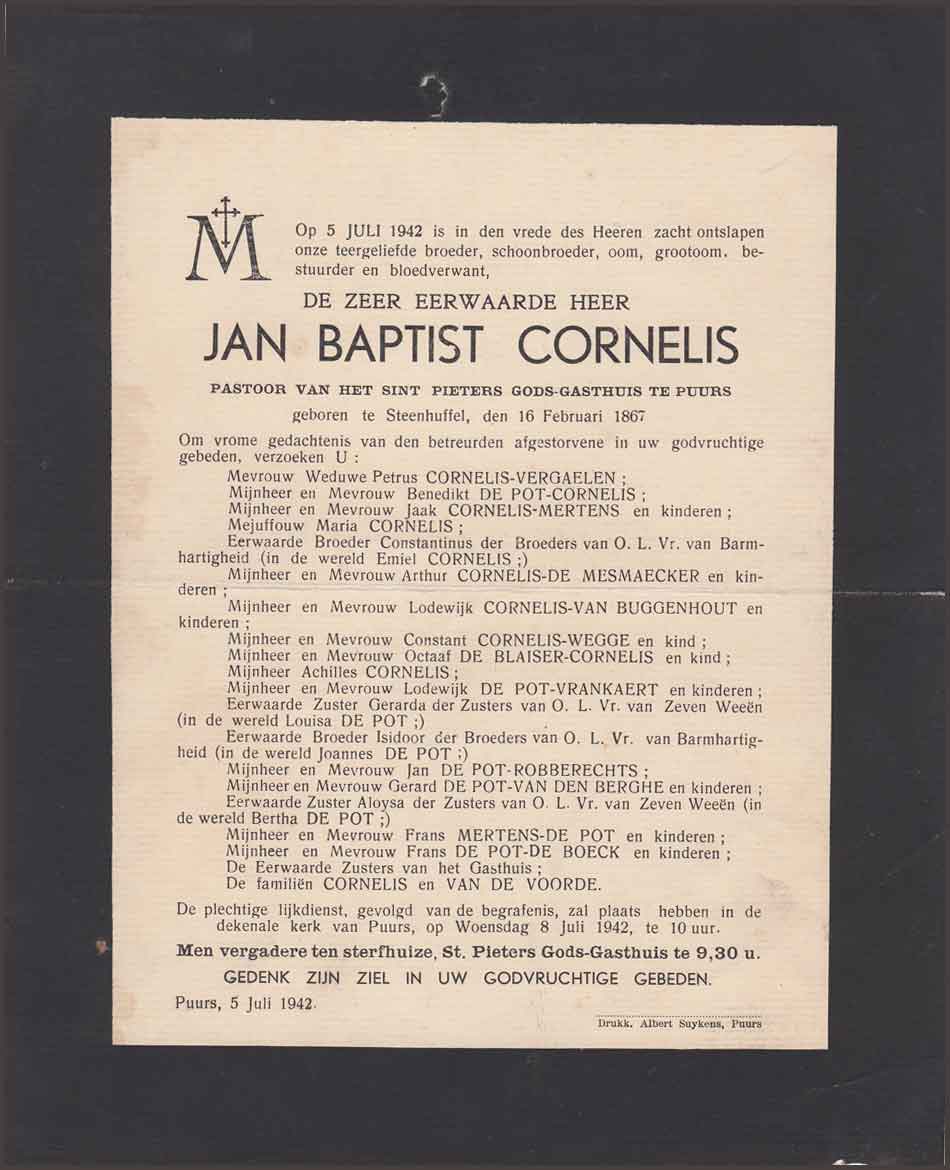 M
Op 5 JULI 1942 is in den vrede des Heeren zacht ontslapen
onze teergeliefde broeder, schoonbroeder, oom, grootoom, be-
stuurder en bloedverwant,
DE ZEER EERWAARDE HEER
JAN BAPTIST CORNELIS
PASTOOR VAN HET SINT PIETERS GODS-GASTHUIS TE PUURS
geboren te Steenhuffel, den 16 Februari 1867
Om vrome gedachtenis van den betreurden afgestorvene in uw godvruchtige
gebeden, verzoeken U :
Mevrouw Weduwe Petrus CORNELIS-VERGAELEN ;
Mijnheer en Mevrouw Benedikt DE POT-CORNELIS ;
Mijnheer en Mevrouw Jaak CORNELIS-MERTENS en kinderen ;
Mejuffouw Maria CORNELIS ;
Eerwaarde Broeder Constantinus der Broeders van O. L. Vr. van Barm-
hartigheid (in de wereld Emiel CORNELIS ;)
Mijnheer en Mevrouw Arthur CORNELIS-DE MESMAECKER en kin-
deren ;
Mijnheer en Mevrouw Lodewijk CORNELIS-VAN BUGGENHOUT en
kinderen ;
Mijnheer en Mevrouw Constant CORNELIS-WEGGE en kind ;
Mijnheer en Mevrouw Octaaf DE BLAISER-CORNELIS en kind ;
Mijnheer Achilles CORNELIS ;
Mijnheer en Mevrouw Lodewijk DE POT-VRANKAERT en kinderen ;
Eerwaarde Zuster Gerarda der Zusters van O. L. Vr. van Zeven Weeën
(in de wereld Louisa DE POT ;)
Eerwaarde Broeder Isidoor der Broeders van O. L. Vr. van Barmhartig-
heid (in de wereld Joannes DE POT ;)
Mijnheer en Mevrouw Jan DE POT-ROBBERECHTS ;
Mijnheer en Mevrouw Gerard DE POT-VAN DEN BERGHE en kinderen ;
Eerwaarde Zuster Aloysa der Zusters van O. L. Vr. van Zeven Weeën (in
de wereld Bertha DE POT ;)
Mijnheer en Mevrouw Frans MERTENS-DE POT en kinderen ;
Mijnheer en Mevrouw Frans DE POT-DE BOECK en kinderen ;
De Eerwaarde Zusters van het Gasthuis ;
De familiën CORNELIS en VAN DE VOORDE.
De plechtige lijkdienst, gevolgd van de begrafenis, zal plaats hebben in de
dekenale kerk van Puurs, op Woensdag 8 Juli 1942, te 10 uur.
Men vergadere ten sterfhuize, St. Pieters Gods-Gasthuis te 9,30 u.
GEDENK ZIJN ZIEL IN UW GODVRUCHTIGE GEBEDEN.
Puurs, 5 Juli 1942.
Drukk. Albert Suykens, Puurs